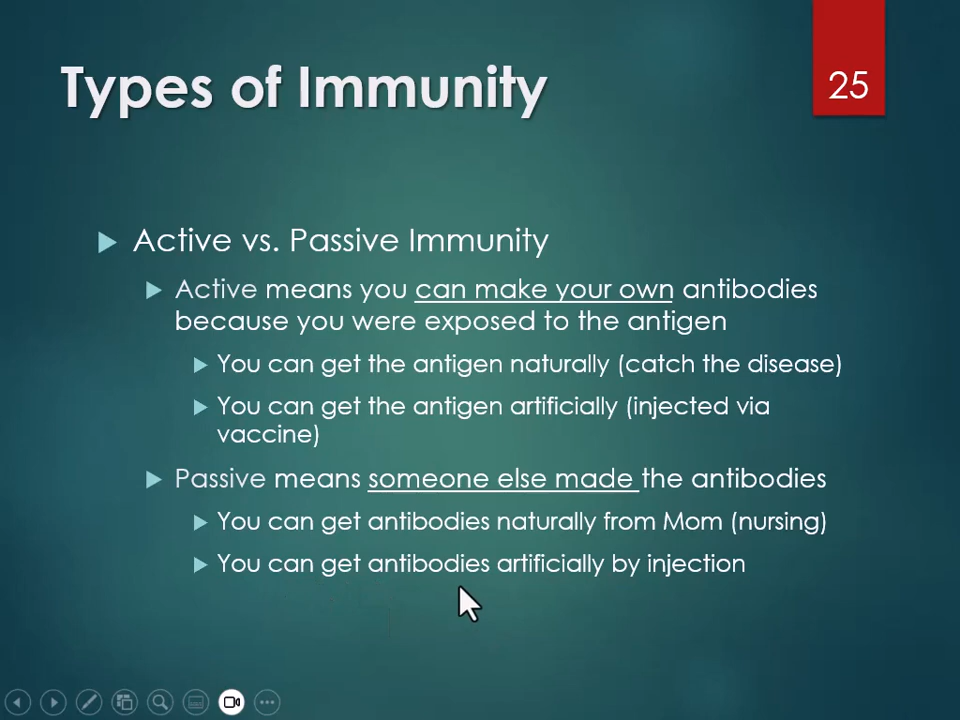 Types of Immunity
25
Active vs. Passive Immunity
Active means you can make your own antibodies
because you were exposed to the antigen
You can get the antigen naturally (catch the disease)
You can get the antigen artificially (injected via
vaccine)
Passive means someone else made the antibodies
You can get antibodies naturally from Mom (nursing)
You can get antibodies artificially by injection